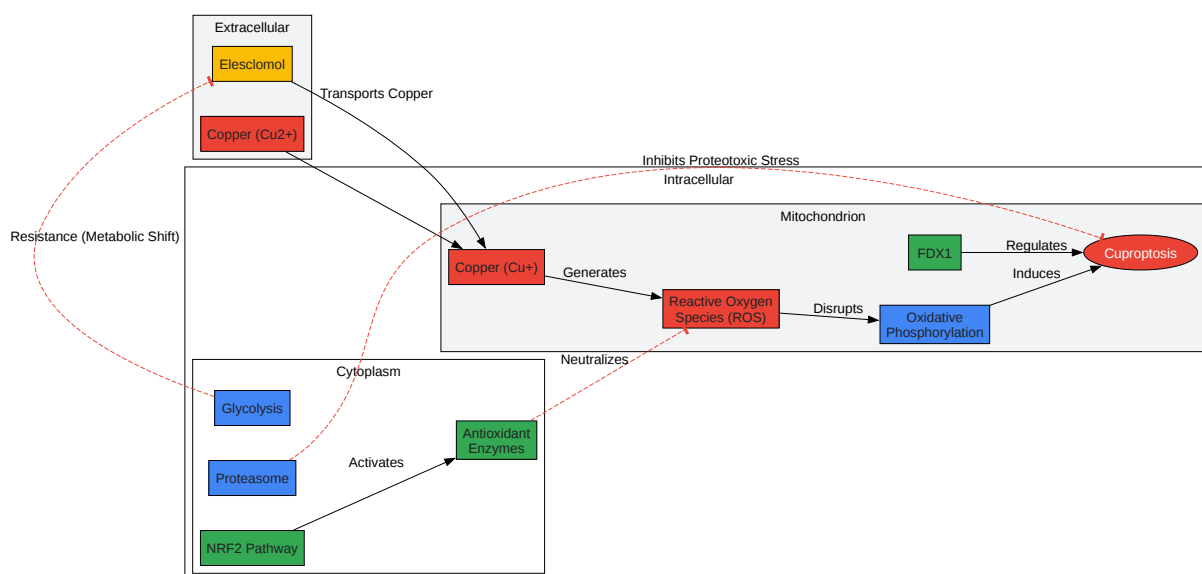 Extracellular
Elesclomol
Transports Copper
Copper (Cu2+)
Inhibits Proteotoxic Stress
Intracellular
Mitochondrion
Resistance (Metabolic Shift)
FDX1
Regulates
Cuproptosis
Copper (Cu+)
Generates
Induces
Reactive Oxygen
Species (ROS)
Disrupts
Oxidative
Phosphorylation
Neutralizes
Cytoplasm
Glycolysis
Antioxidant
Enzymes
Activates
Proteasome
NRF2 Pathway